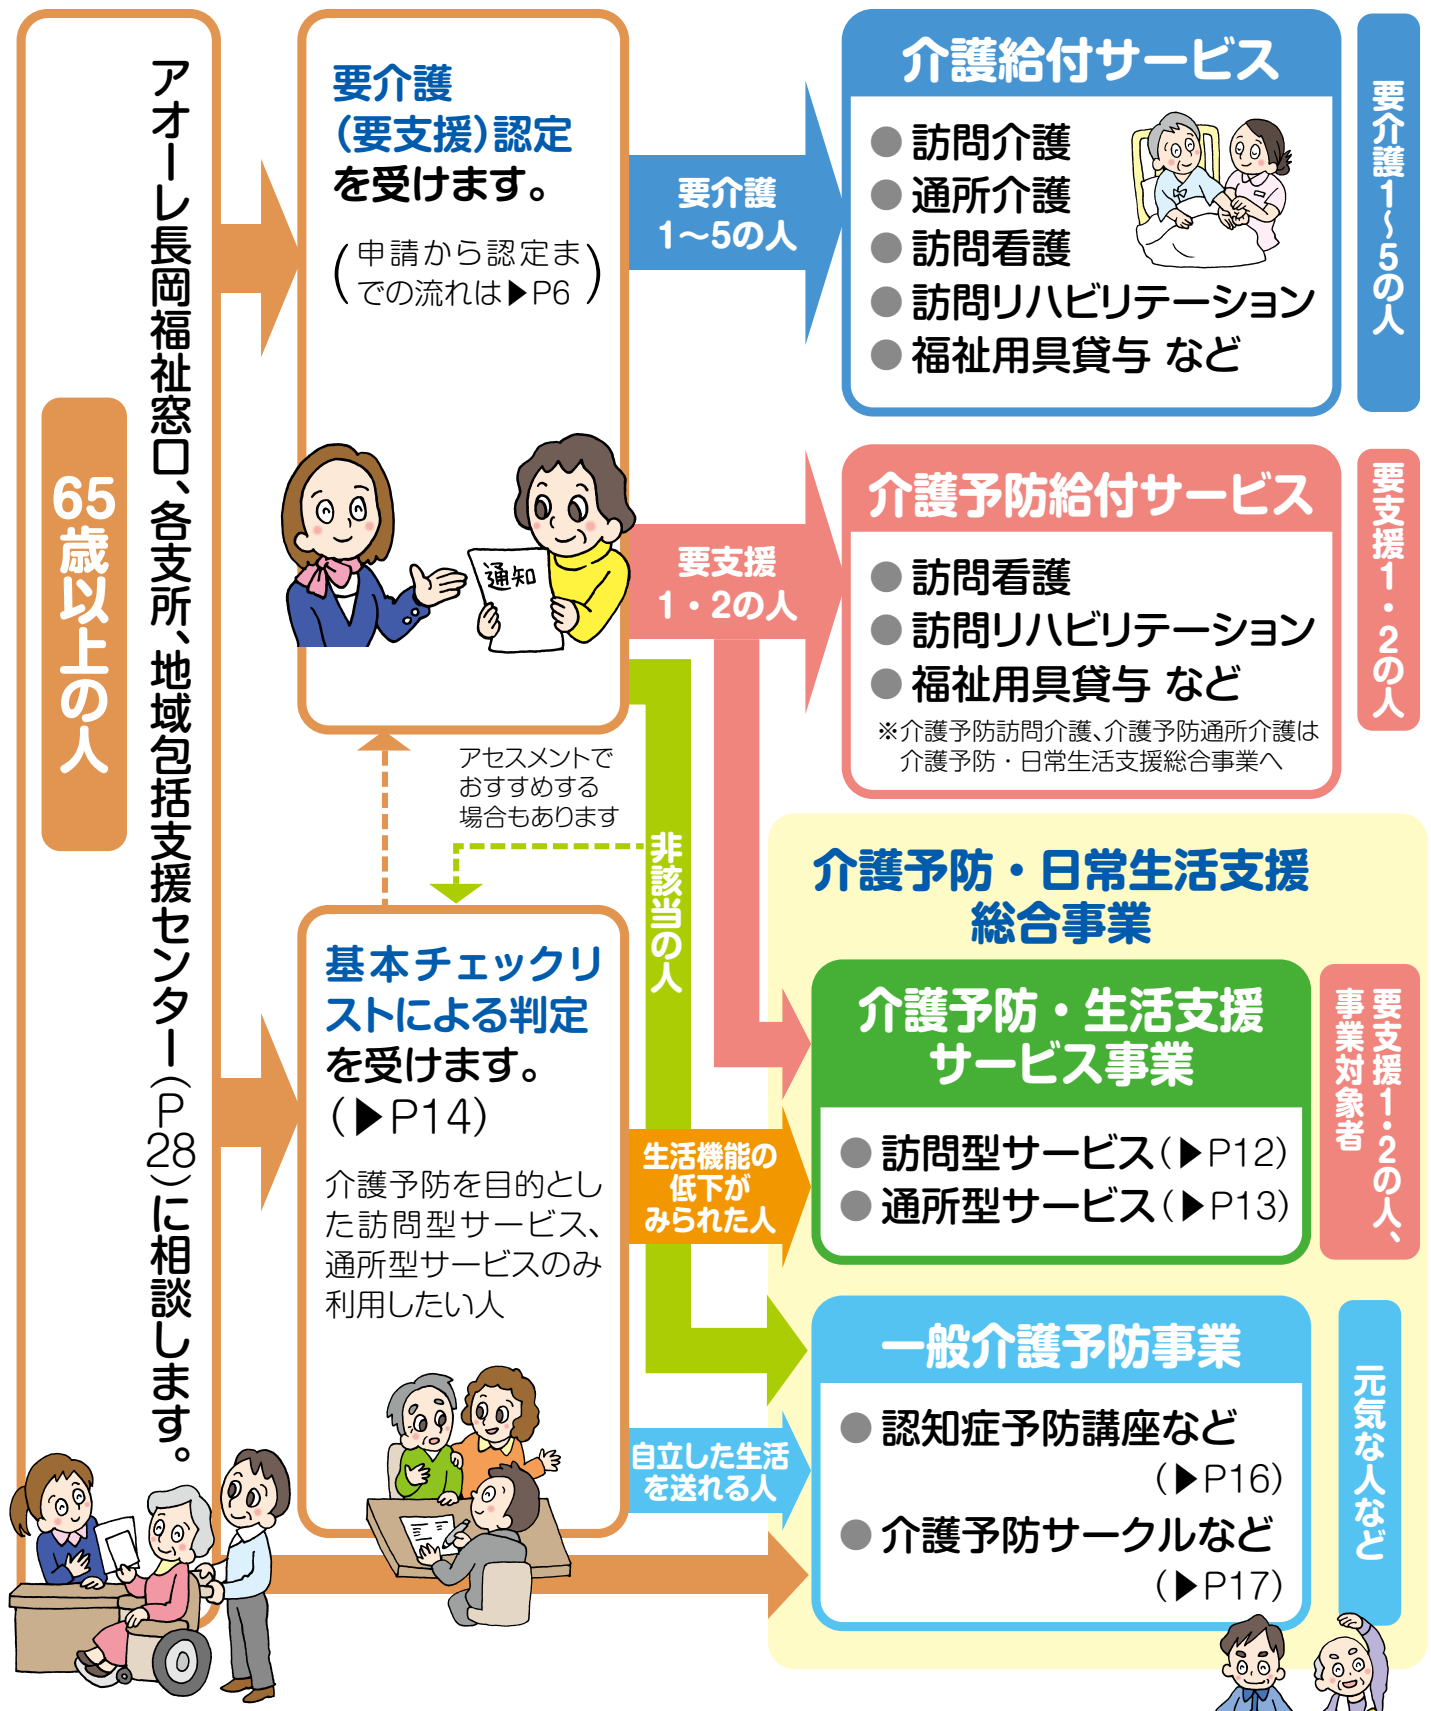 65歳以上の人
アオーレ長岡福祉窓口、各支所、地域包括支援センター（P28）に相談します。
要介護
（要支援）認定
を受けます。
（申請から認定ま
での流れは▶P6）
通知
要介護
1～5の人
介護給付サービス
● 訪問介護
● 通所介護
● 訪問看護
● 訪問リハビリテーション
● 福祉用具貸与 など
要介護1～5の人
要支援
1・2の人
介護予防給付サービス
● 訪問看護
● 訪問リハビリテーション
● 福祉用具貸与 など
※介護予防訪問介護、介護予防通所介護は
介護予防・日常生活支援総合事業へ
要支援1・2の人
アセスメントで
おすすめする
場合もあります
非該当の人
基本チェックリ
ストによる判定
を受けます。
（▶P14）
介護予防を目的とし
た訪問型サービス、
通所型サービスのみ
利用したい人
生活機能の
低下が
みられた人
自立した生活
を送れる人
介護予防・日常生活支援
総合事業
介護予防・生活支援
サービス事業
● 訪問型サービス（▶P12）
● 通所型サービス（▶P13）
要支援1・2の人、
事業対象者
一般介護予防事業
● 認知症予防講座など
（▶P16）
● 介護予防サークルなど
（▶P17）
元気な人など